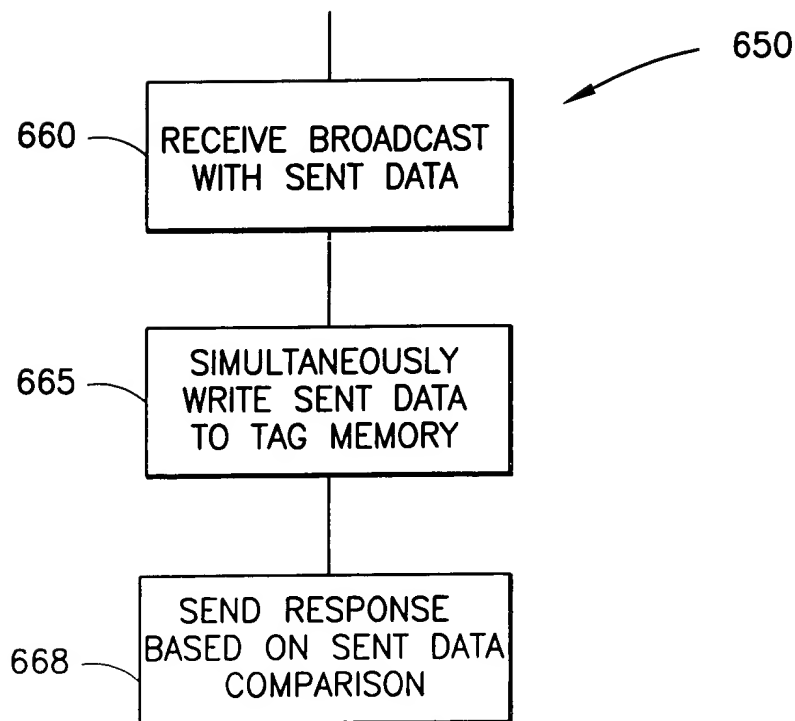 650
660
RECEIVE BROADCAST
WITH SENT DATA
665
SIMULTANEOUSLY
WRITE SENT DATA
TO TAG MEMORY
668
SEND RESPONSE
BASED ON SENT DATA
COMPARISON